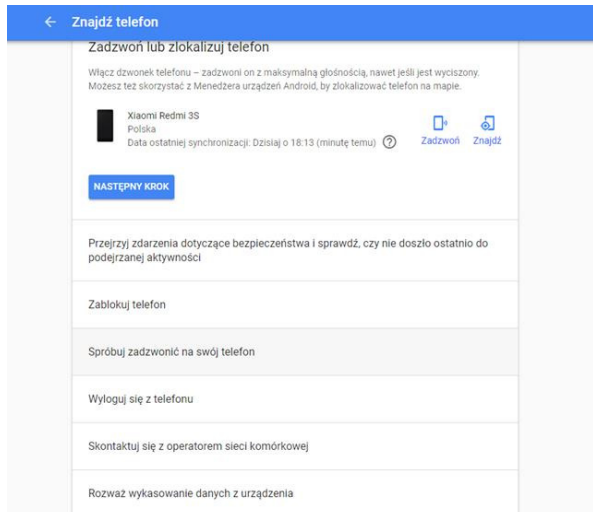 Znajdź telefon
Zadzwoń lub zlokalizuj telefon
Włącz dzwonek telefonu – zadzwoni on z maksymalną głośnością, nawet jeśli jest wyciszony.
Możesz też skorzystać z Menedżera urządzeń Android, by zlokalizować telefon na mapie.
Xiaomi Redmi 3S
Polska
Data ostatniej synchronizacji: Dzisiaj o 18:13 (minutę temu) ?
Zadzwoń Znajdź
NASTĘPNY KROK
Przejrzyj zdarzenia dotyczące bezpieczeństwa i sprawdź, czy nie doszło ostatnio do
podejrzanej aktywności
Zablokuj telefon
Spróbuj zadzwonić na swój telefon
Wyloguj się z telefonu
Skontaktuj się z operatorem sieci komórkowej
Rozważ wykasowanie danych z urządzenia